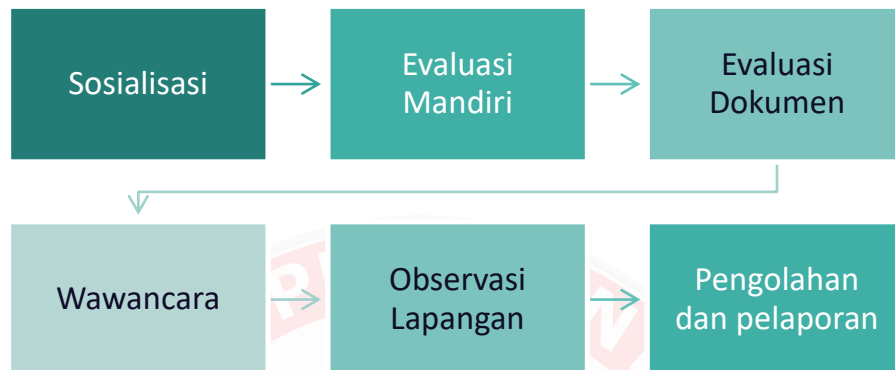 Sosialisasi
Evaluasi
Mandiri
Evaluasi
Dokumen
Wawancara
Observasi
Lapangan
Pengolahan
dan pelaporan